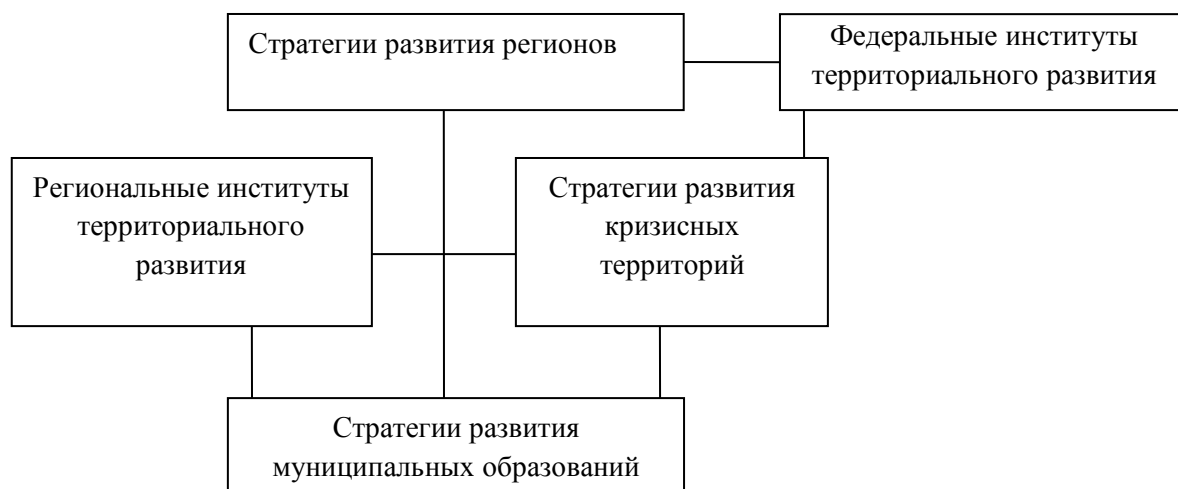 Стратегии развития регионов
Федеральные институты
территориального развития
Региональные институты
территориального
развития
Стратегии развития
кризисных
территорий
Стратегии развития
муниципальных образований